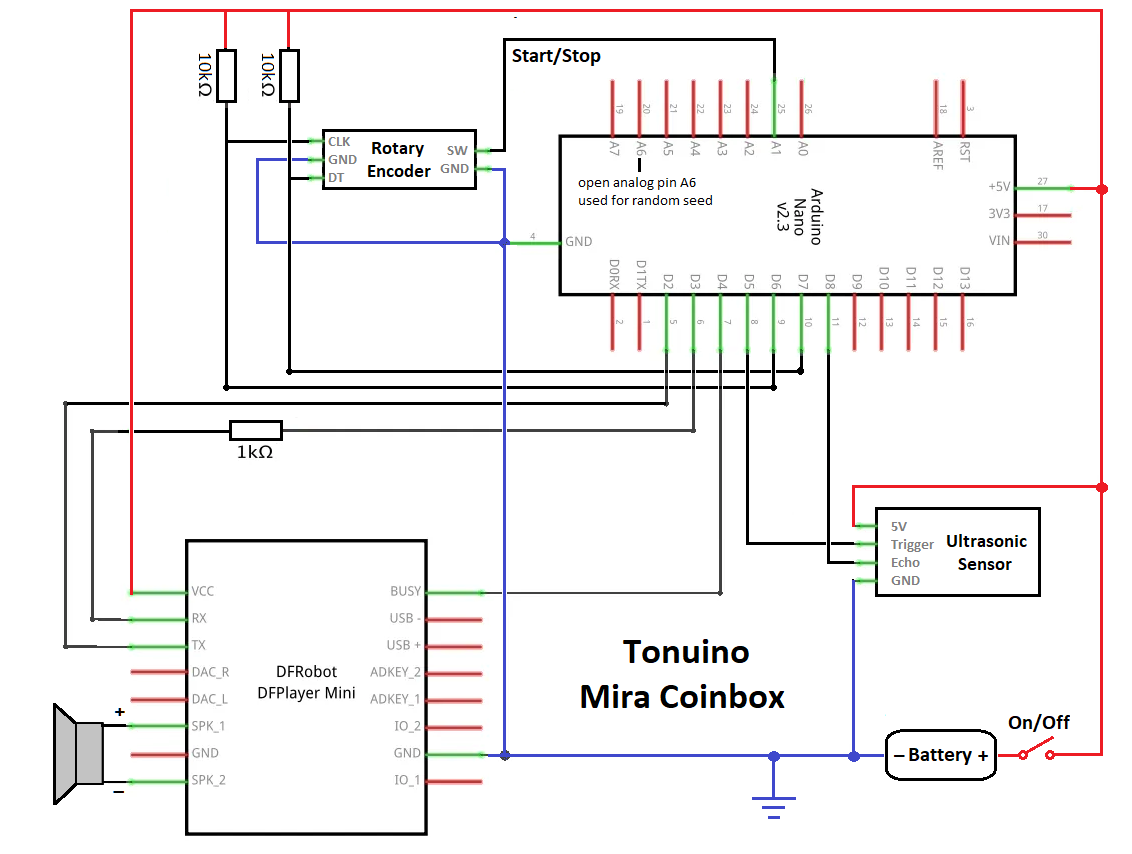 10kΩ
10kΩ
Start/Stop
19
20
21
22
23
24
25
26
18
3
A7
A6
A5
A4
A3
A2
A1
A0
AREF
RST
CLK
GND
DT
Rotary
Encoder
SW
GND
open analog pin A6
used for random seed
Arduino
Nano
v2.3
+5V
27
3V3
17
VIN
30
4
GND
D0RX
D1TX
D2
D3
D4
D5
D6
D7
D8
D9
D10
D11
D12
D13
2
1
5
6
7
8
9
10
11
12
13
14
15
16
1kΩ
5V
Trigger
Echo
GND
Ultrasonic
Sensor
VCC
RX
TX
DAC_R
DAC_L
SPK_1
GND
SPK_2
DFRobot
DFPlayer Mini
BUSY
USB -
USB +
ADKEY_2
ADKEY_1
IO_2
GND
IO_1
+
–
Tonuino
Mira Coinbox
On/Off
– Battery +